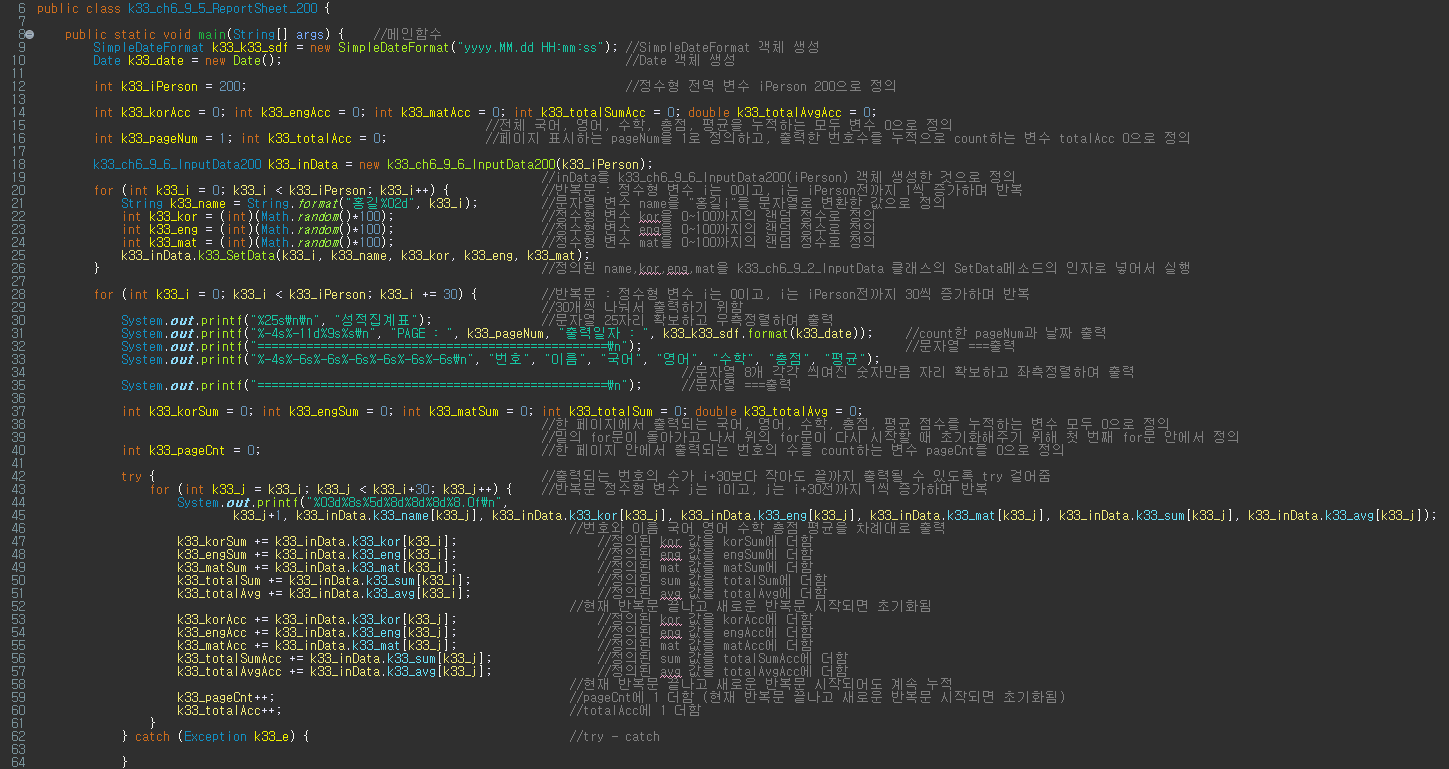 6 public class k33_ch6_9_5_ReportSheet_200 {
7
8 public static void main(String[] args) { //메인함수
9 SimpleDateFormat k33_k33_sdf = new SimpleDateFormat("yyyy.MM.dd HH:mm:ss"); //SimpleDateFormat 객체 생성
10 Date k33_date = new Date(); //Date 객체 생성
11
12 int k33_iPerson = 200; //정수형 전역 변수 iPerson 200으로 정의
13
14 int k33_korAcc = 0; int k33_engAcc = 0; int k33_matAcc = 0; int k33_totalSumAcc = 0; double k33_totalAvgAcc = 0;
15 //전체 국어, 영어, 수학, 총점, 평균을 누적하는 모두 변수 0으로 정의
16 int k33_pageNum = 1; int k33_totalAcc = 0; //페이지 표시하는 pageNum을 1로 정의하고, 출력한 번호수를 누적으로 count하는 변수 totalAcc 0으로 정의
17
18 k33_ch6_9_6_InputData200 k33_inData = new k33_ch6_9_6_InputData200(k33_iPerson);
19 //inData를 k33_ch6_9_6_InputData200(iPerson) 객체 생성한 것으로 정의
20 for (int k33_i = 0; k33_i < k33_iPerson; k33_i++) { //반복문 : 정수형 변수 i는 0이고, i는 iPerson전까지 1씩 증가하며 반복
21 String k33_name = String.format("홍길%02d", k33_i); //문자열 변수 name을 "홍길i"를 문자열로 변환한 값으로 정의
22 int k33_kor = (int)(Math.random()*100); //정수형 변수 kor을 0~100까지의 랜덤 정수로 정의
23 int k33_eng = (int)(Math.random()*100); //정수형 변수 eng을 0~100까지의 랜덤 정수로 정의
24 int k33_mat = (int)(Math.random()*100); //정수형 변수 mat을 0~100까지의 랜덤 정수로 정의
25 k33_inData.k33_SetData(k33_i, k33_name, k33_kor, k33_eng, k33_mat);
26 } //정의된 name,kor,eng,mat을 k33_ch6_9_2_InputData 클래스의 SetData메소드의 인자로 넣어서 실행
27
28 for (int k33_i = 0; k33_i < k33_iPerson; k33_i += 30) { //반복문 : 정수형 변수 i는 0이고, i는 iPerson전까지 30씩 증가하며 반복
29 //30개씩 나눠서 출력하기 위함
30 System.out.printf("%25s\n\n", "성적집계표"); //문자열 25자리 확보하고 우측정렬하여 출력
31 System.out.printf("%-4s%-11d%9s%s\n", "PAGE : ", k33_pageNum, "출력일자 : ", k33_k33_sdf.format(k33_date)); //count한 pageNum과 날짜 출력
32 System.out.printf("==================================================\n"); //문자열 ===출력
33 System.out.printf("%-4s%-6s%-6s%-6s%-6s%-6s%-6s\n", "번호", "이름", "국어", "영어", "수학", "총점", "평균");
34 //문자열 8개 각각 씌여진 숫자만큼 자리 확보하고 좌측정렬하여 출력
35 System.out.printf("==================================================\n"); //문자열 ===출력
36
37 int k33_korSum = 0; int k33_engSum = 0; int k33_matSum = 0; int k33_totalSum = 0; double k33_totalAvg = 0;
38 //한 페이지에서 출력되는 국어, 영어, 수학, 총점, 평균 점수를 누적하는 변수 모두 0으로 정의
39 //밑의 for문이 돌아가고 나서 위의 for문이 다시 시작할 때 초기화해주기 위해 첫 번째 for문 안에서 정의
40 int k33_pageCnt = 0; //한 페이지 안에서 출력되는 번호의 수를 count하는 변수 pageCnt를 0으로 정의
41
42 try { //출력되는 번호의 수가 i+30보다 작아도 끝까지 출력될 수 있도록 try 걸어줌
43 for (int k33_j = k33_i; k33_j < k33_i+30; k33_j++) { //반복문 정수형 변수 j는 i이고, j는 i+30전까지 1씩 증가하며 반복
44 System.out.printf("%03d%8s%5d%8d%8d%8d%8.0f\n",
45 k33_j+1, k33_inData.k33_name[k33_j], k33_inData.k33_kor[k33_j], k33_inData.k33_eng[k33_j], k33_inData.k33_mat[k33_j], k33_inData.k33_sum[k33_j], k33_inData.k33_avg[k33_j]);
46 //번호와 이름 국어 영어 수학 총점 평균을 차례대로 출력
47 k33_korSum += k33_inData.k33_kor[k33_i]; //정의된 kor 값을 korSum에 더함
48 k33_engSum += k33_inData.k33_eng[k33_i]; //정의된 eng 값을 engSum에 더함
49 k33_matSum += k33_inData.k33_mat[k33_i]; //정의된 mat 값을 matSum에 더함
50 k33_totalSum += k33_inData.k33_sum[k33_i]; //정의된 sum 값을 totalSum에 더함
51 k33_totalAvg += k33_inData.k33_avg[k33_i]; //정의된 avg 값을 totalAvg에 더함
52 //현재 반복문 끝나고 새로운 반복문 시작되면 초기화됨
53 k33_korAcc += k33_inData.k33_kor[k33_j]; //정의된 kor 값을 korAcc에 더함
54 k33_engAcc += k33_inData.k33_eng[k33_j]; //정의된 eng 값을 engAcc에 더함
55 k33_matAcc += k33_inData.k33_mat[k33_j]; //정의된 mat 값을 matAcc에 더함
56 k33_totalSumAcc += k33_inData.k33_sum[k33_j]; //정의된 sum 값을 totalSumAcc에 더함
57 k33_totalAvgAcc += k33_inData.k33_avg[k33_j]; //정의된 avg 값을 totalAvgAcc에 더함
58 //현재 반복문 끝나고 새로운 반복문 시작되어도 계속 누적
59 k33_pageCnt++; //pageCnt에 1 더함 (현재 반복문 끝나고 새로운 반복문 시작되면 초기화됨)
60 k33_totalAcc++; //totalAcc에 1 더함
61 }
62 } catch (Exception k33_e) { //try - catch
63
64 }